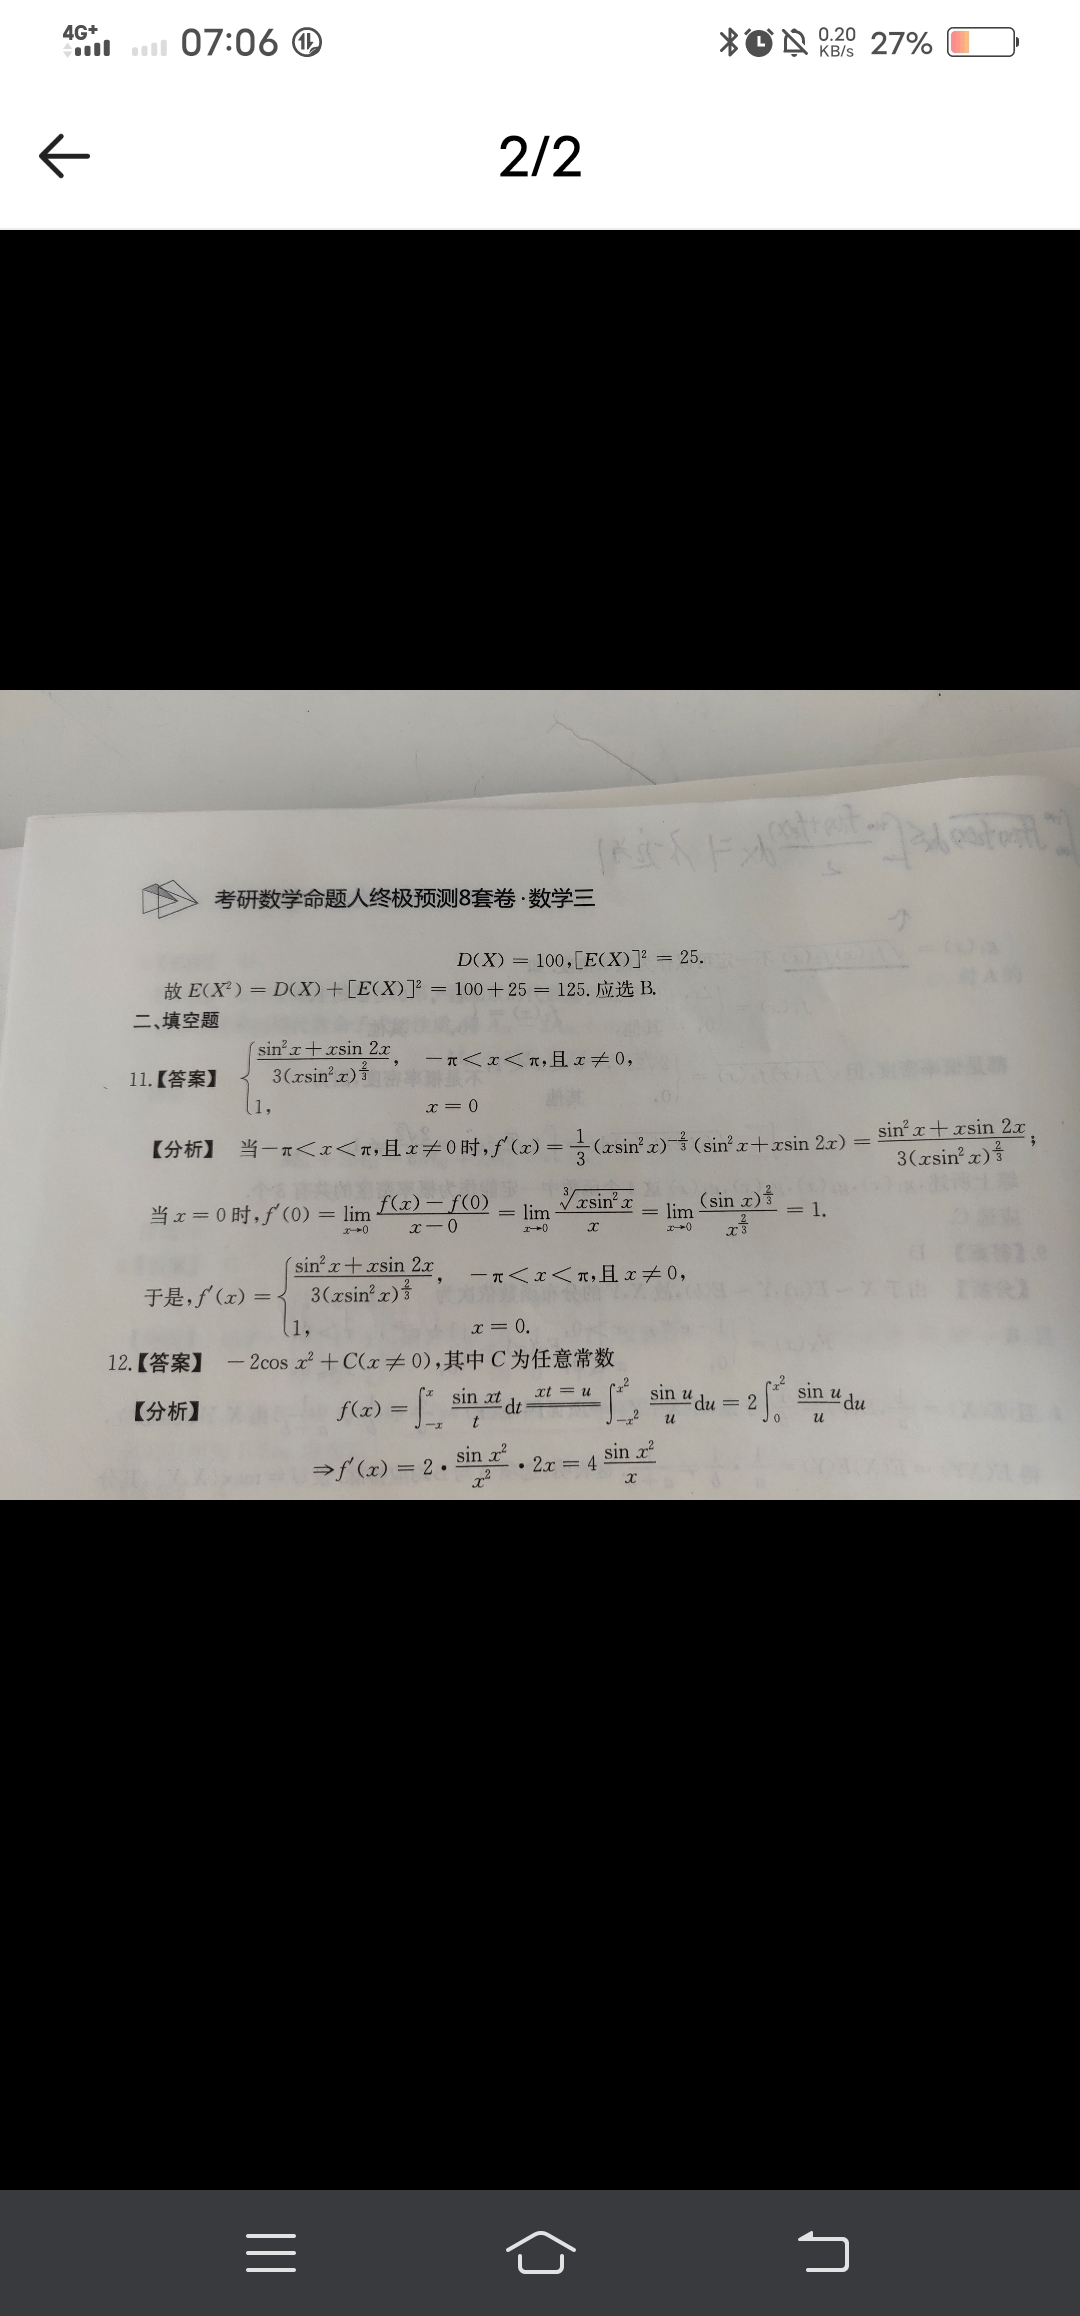 4G+ 07:06 0.20 KB/s 27%
2/2
考研数学命题人终极预测8套卷·数学三
D(X) = 100,[E(X)]² = 25.
故 E(X²) = D(X)+[E(X)]² = 100+25 = 125. 应选 B.
二、填空题
11.【答案】 { (sin²x+xsin 2x)/(3(xsin²x)^(2/3)), −π<x<π,且 x≠0,
1, x = 0
【分析】 当−π<x<π,且 x≠0时,f′(x) = 1/3 (xsin²x)^(−2/3) (sin²x+xsin 2x) = (sin²x+xsin 2x)/(3(xsin²x)^(2/3));
当 x = 0 时,f′(0) = lim_(x→0) (f(x)−f(0))/(x−0) = lim_(x→0) ∛(xsin²x)/x = lim_(x→0) (sin x)^(2/3)/x^(2/3) = 1.
于是,f′(x) = { (sin²x+xsin 2x)/(3(xsin²x)^(2/3)), −π<x<π,且 x≠0,
1, x = 0.
12.【答案】 −2cos x²+C(x≠0),其中 C 为任意常数
【分析】 f(x) = ∫_(−x)^x (sin xt)/t dt (xt = u) = ∫_(−x²)^(x²) (sin u)/u du = 2∫_0^(x²) (sin u)/u du
⇒f′(x) = 2·(sin x²)/x²·2x = 4 (sin x²)/x